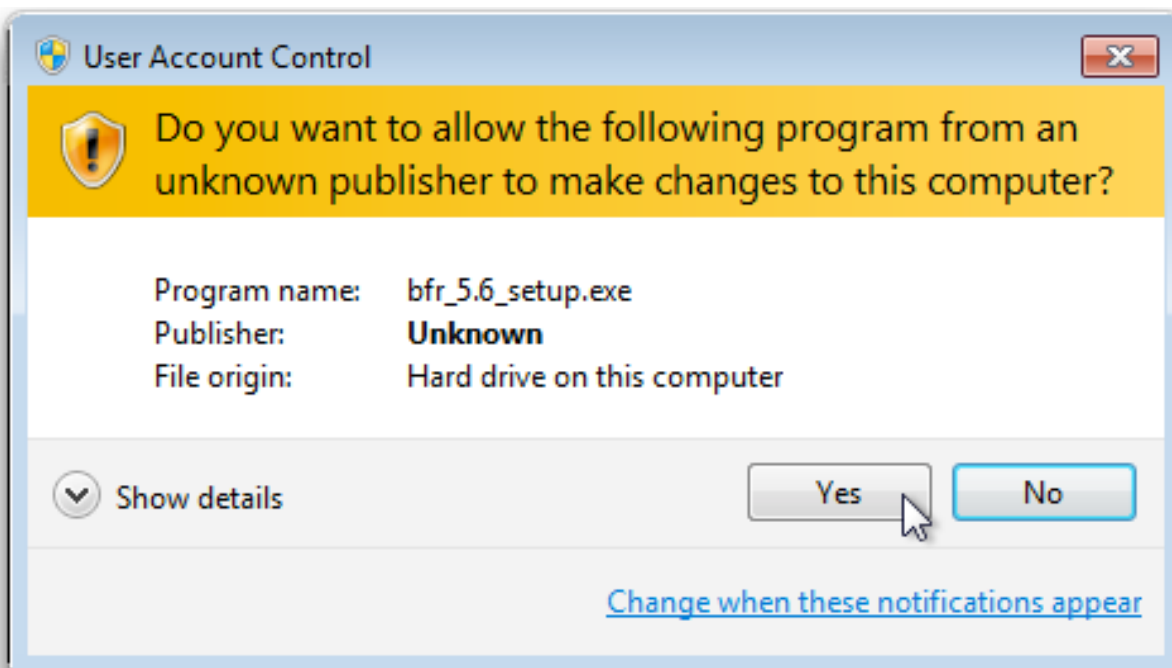 User Account Control
Do you want to allow the following program from an
unknown publisher to make changes to this computer?
Program name: bfr_5.6_setup.exe
Publisher: Unknown
File origin: Hard drive on this computer
Show details Yes No
Change when these notifications appear